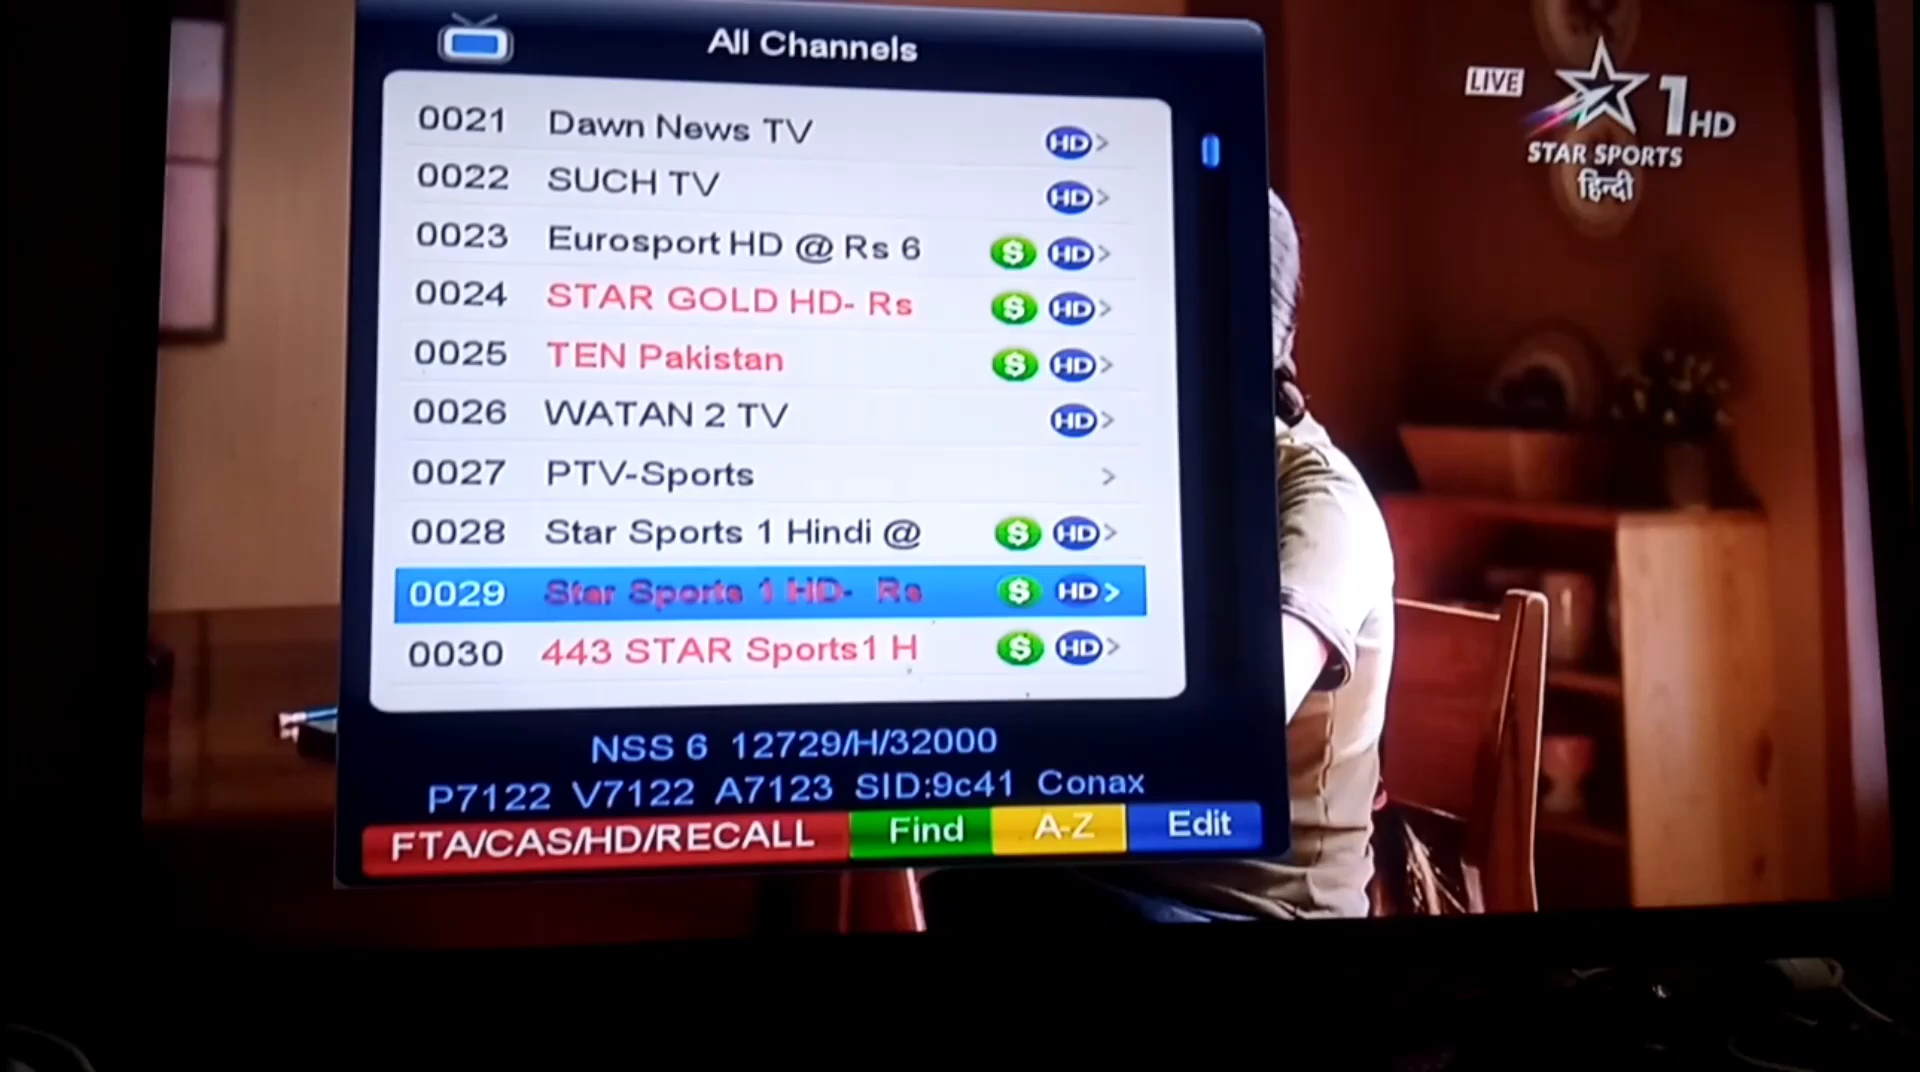 All Channels
0021 Dawn News TV HD >
0022 SUCH TV HD >
0023 Eurosport HD @ Rs 6 $ HD >
0024 STAR GOLD HD- Rs $ HD >
0025 TEN Pakistan $ HD >
0026 WATAN 2 TV HD >
0027 PTV-Sports >
0028 Star Sports 1 Hindi @ $ HD >
0029 Star Sports 1 HD- Rs $ HD >
0030 443 STAR Sports1 H $ HD >
NSS 6 12729/H/32000
P7122 V7122 A7123 SID:9c41 Conax
FTA/CAS/HD/RECALL Find A-Z Edit
LIVE 1 HD
STAR SPORTS
हिन्दी